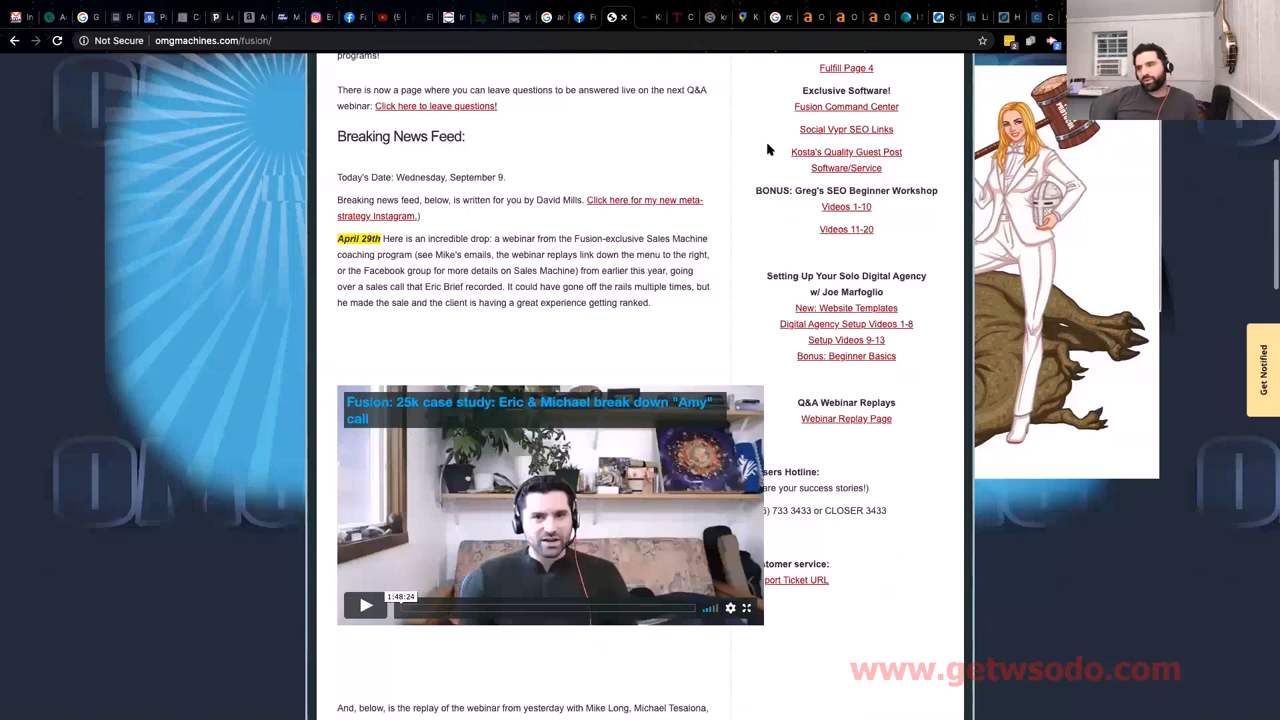 Not Secure
omgmachines.com/fusion/
programs!
There is now a page where you can leave questions to be answered live on the next Q&A
webinar: Click here to leave questions!
Breaking News Feed:
Today's Date: Wednesday, September 9.
Breaking news feed, below, is written for you by David Mills. Click here for my new meta-
strategy Instagram.)
April 29th Here is an incredible drop: a webinar from the Fusion-exclusive Sales Machine
coaching program (see Mike's emails, the webinar replays link down the menu to the right,
or the Facebook group for more details on Sales Machine) from earlier this year, going
over a sales call that Eric Brief recorded. It could have gone off the rails multiple times, but
he made the sale and the client is having a great experience getting ranked.
Fusion: 25k case study: Eric & Michael break down "Amy"
call
1:48:24
And, below, is the replay of the webinar from yesterday with Mike Long, Michael Tesalona,
Fulfill Page 4
Exclusive Software!
Fusion Command Center
Social Vypr SEO Links
Kosta's Quality Guest Post
Software/Service
BONUS: Greg's SEO Beginner Workshop
Videos 1-10
Videos 11-20
Setting Up Your Solo Digital Agency
w/ Joe Marfoglio
New: Website Templates
Digital Agency Setup Videos 1-8
Setup Videos 9-13
Bonus: Beginner Basics
Q&A Webinar Replays
Webinar Replay Page
sers Hotline:
are your success stories!)
733 3433 or CLOSER 3433
stomer service:
port Ticket URL
Get Notified
www.getwsodo.com